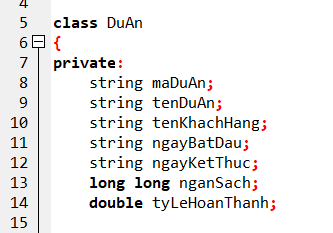 4
5 class DuAn
6 {
7 private:
8 string maDuAn;
9 string tenDuAn;
10 string tenKhachHang;
11 string ngayBatDau;
12 string ngayKetThuc;
13 long long nganSach;
14 double tyLeHoanThanh;
15